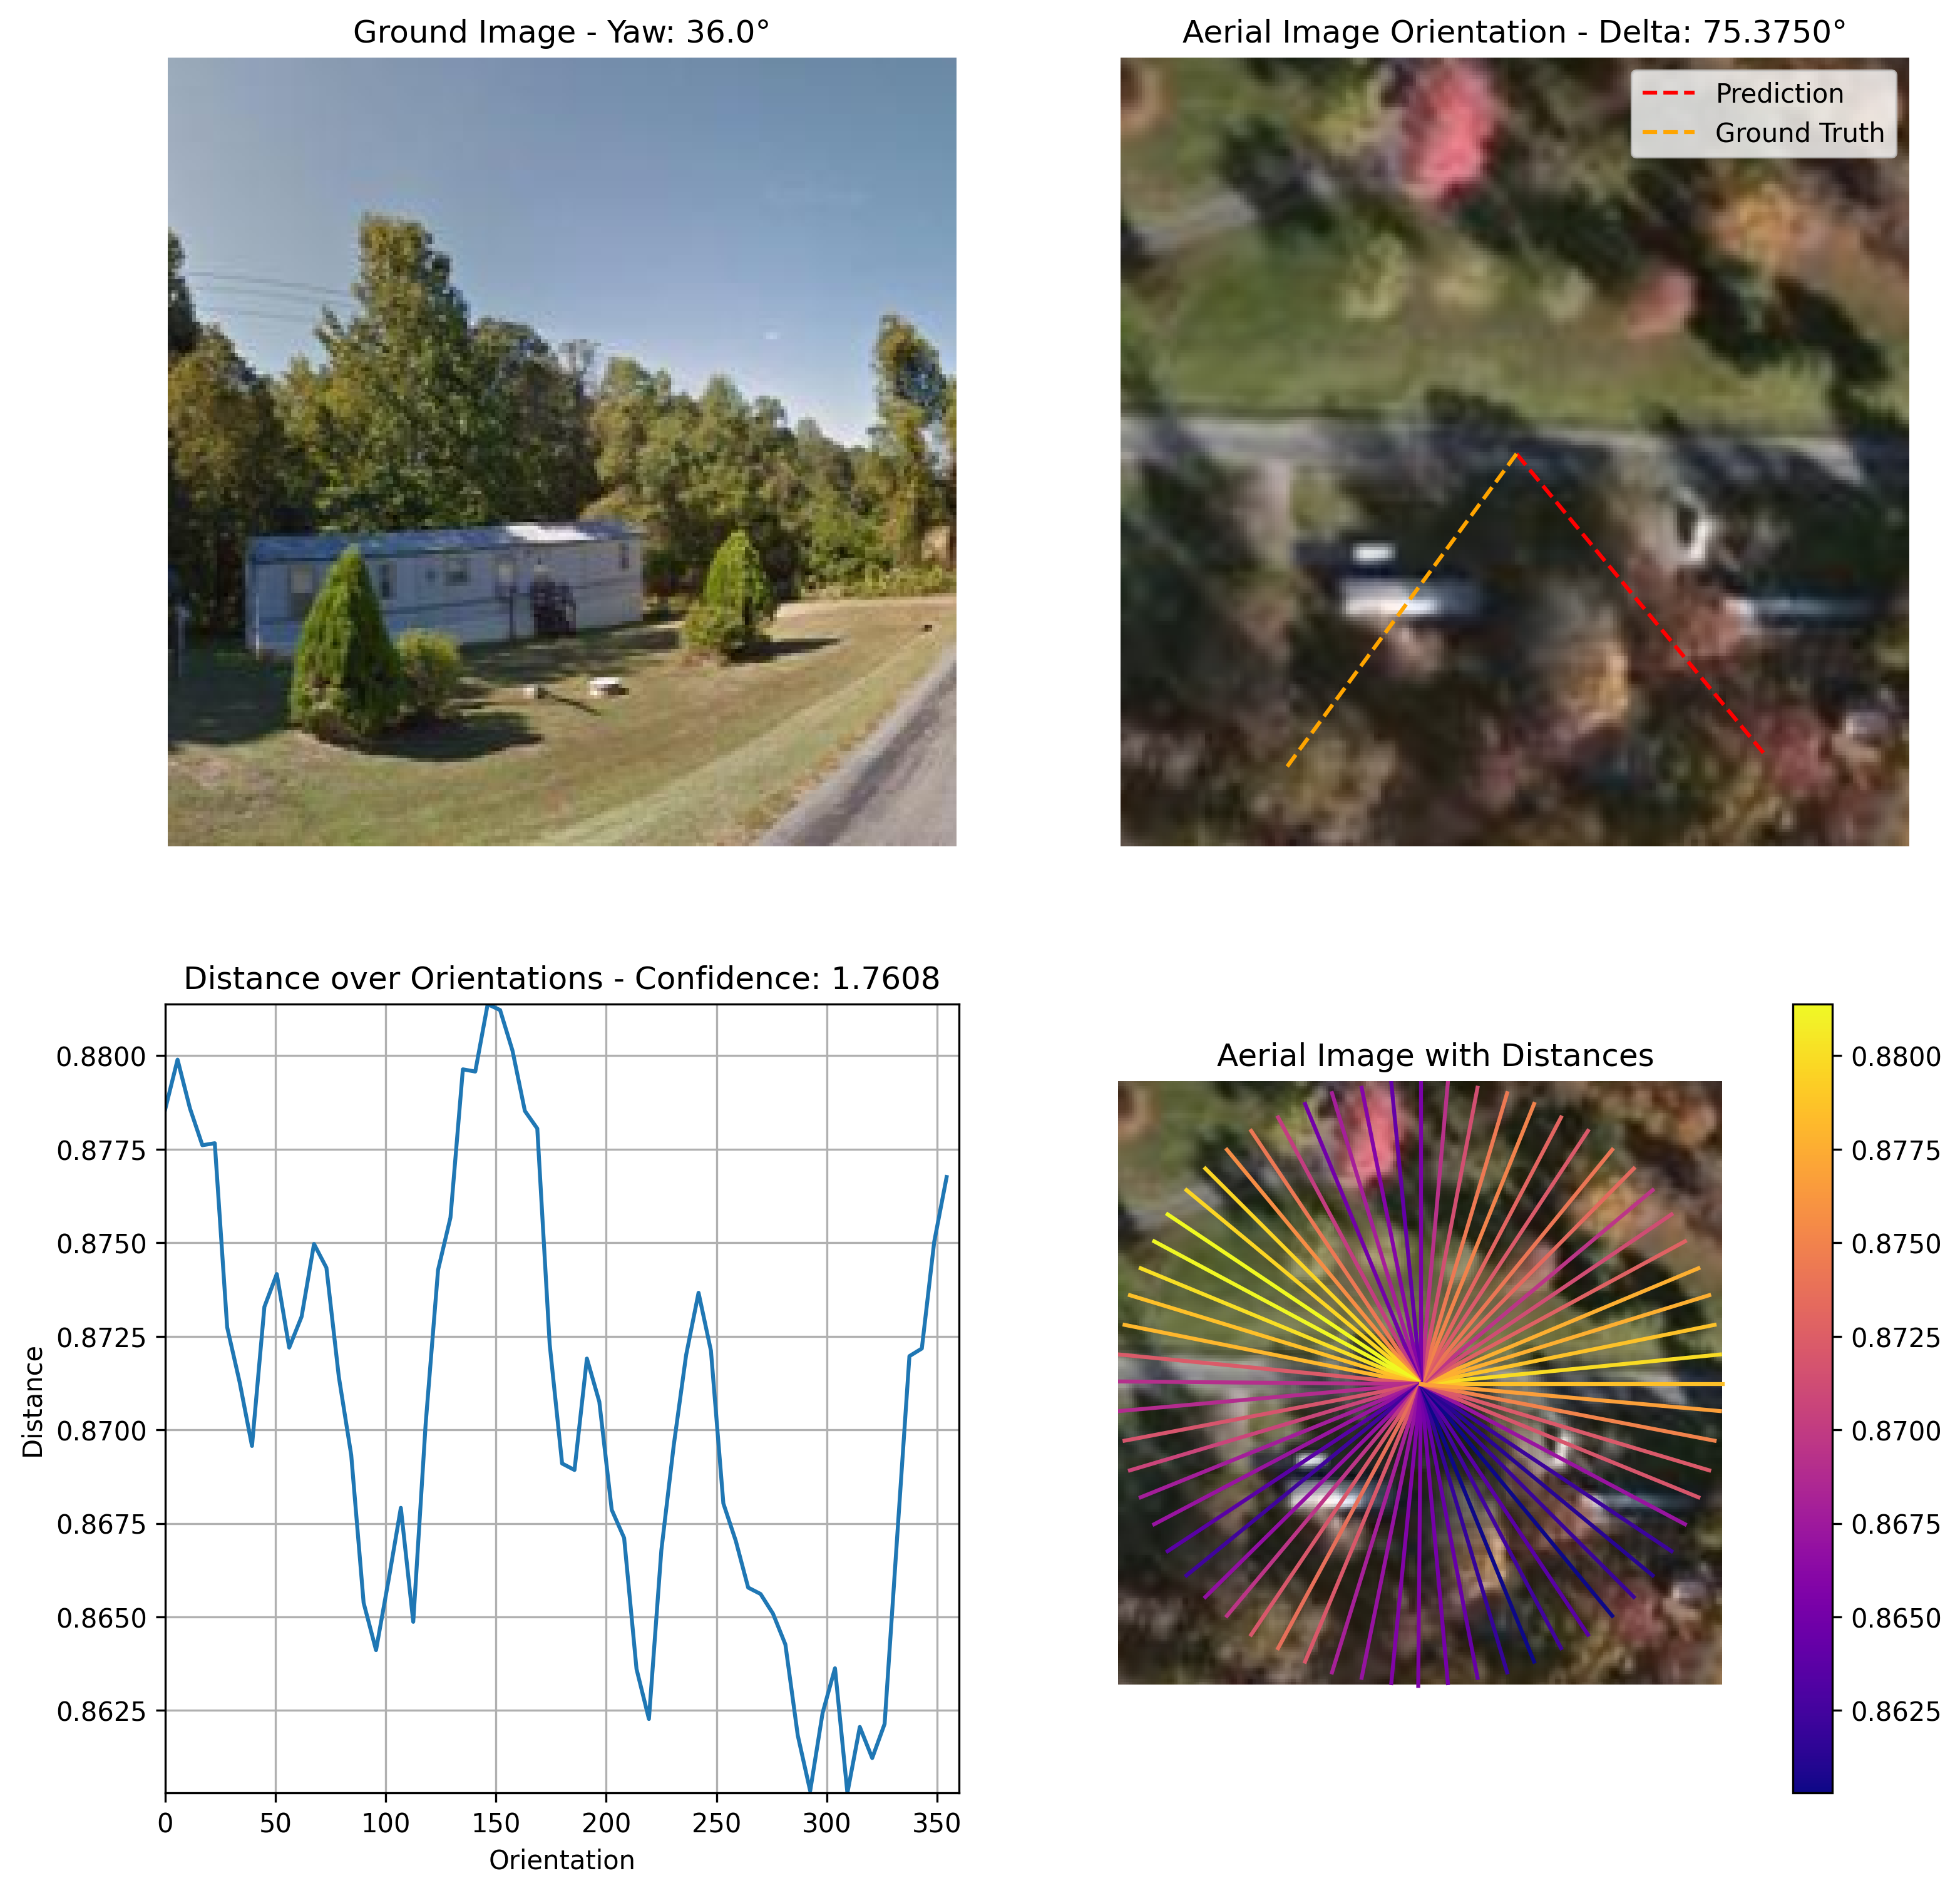 Ground Image - Yaw: 36.0°
Aerial Image Orientation - Delta: 75.3750°
Prediction
Ground Truth
Distance over Orientations - Confidence: 1.7608
0.8800
0.8775
0.8750
0.8725
0.8700
0.8675
0.8650
0.8625
Distance
0 50 100 150 200 250 300 350
Orientation
Aerial Image with Distances
0.8800
0.8775
0.8750
0.8725
0.8700
0.8675
0.8650
0.8625